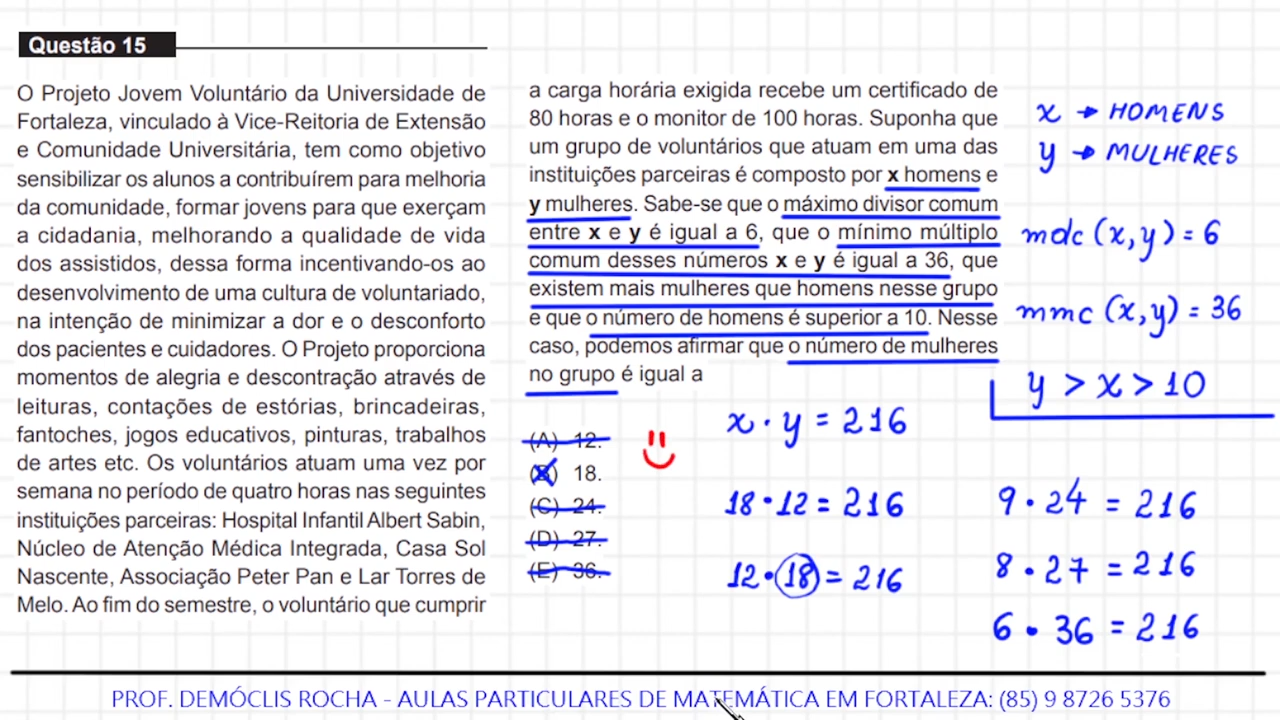 Questão 15
O Projeto Jovem Voluntário da Universidade de
Fortaleza, vinculado à Vice-Reitoria de Extensão
e Comunidade Universitária, tem como objetivo
sensibilizar os alunos a contribuírem para melhoria
da comunidade, formar jovens para que exerçam
a cidadania, melhorando a qualidade de vida
dos assistidos, dessa forma incentivando-os ao
desenvolvimento de uma cultura de voluntariado,
na intenção de minimizar a dor e o desconforto
dos pacientes e cuidadores. O Projeto proporciona
momentos de alegria e descontração através de
leituras, contações de estórias, brincadeiras,
fantoches, jogos educativos, pinturas, trabalhos
de artes etc. Os voluntários atuam uma vez por
semana no período de quatro horas nas seguintes
instituições parceiras: Hospital Infantil Albert Sabin,
Núcleo de Atenção Médica Integrada, Casa Sol
Nascente, Associação Peter Pan e Lar Torres de
Melo. Ao fim do semestre, o voluntário que cumprir
a carga horária exigida recebe um certificado de
80 horas e o monitor de 100 horas. Suponha que
um grupo de voluntários que atuam em uma das
instituições parceiras é composto por x homens e
y mulheres. Sabe-se que o máximo divisor comum
entre x e y é igual a 6, que o mínimo múltiplo
comum desses números x e y é igual a 36, que
existem mais mulheres que homens nesse grupo
e que o número de homens é superior a 10. Nesse
caso, podemos afirmar que o número de mulheres
no grupo é igual a
(A) 12.
(B) 18.
(C) 24.
(D) 27.
(E) 36.
x · y = 216
18 · 12 = 216
12 · 18 = 216
x → HOMENS
y → MULHERES
mdc (x, y) = 6
mmc (x, y) = 36
y > x > 10
9 · 24 = 216
8 · 27 = 216
6 · 36 = 216
PROF. DEMÓCLIS ROCHA - AULAS PARTICULARES DE MATEMÁTICA EM FORTALEZA: (85) 9 8726 5376